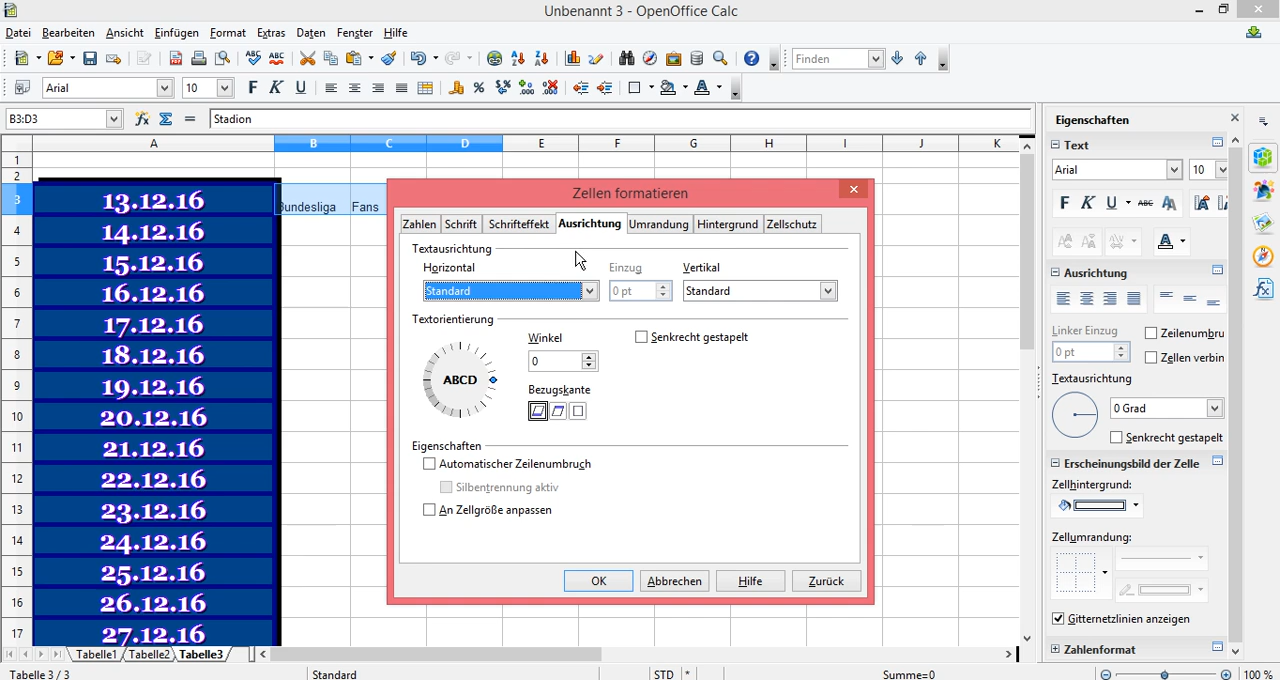 Unbenannt 3 - OpenOffice Calc
Datei Bearbeiten Ansicht Einfügen Format Extras Daten Fenster Hilfe
Finden
Arial 10 F K U
B3:D3 Stadion
A B C D E F G H I J K
1
2
3 13.12.16 Bundesliga Fans
4 14.12.16
5 15.12.16
6 16.12.16
7 17.12.16
8 18.12.16
9 19.12.16
10 20.12.16
11 21.12.16
12 22.12.16
13 23.12.16
14 24.12.16
15 25.12.16
16 26.12.16
17 27.12.16
Zellen formatieren
Zahlen Schrift Schrifteffekt Ausrichtung Umrandung Hintergrund Zellschutz
Textausrichtung
Horizontal Einzug Vertikal
Standard 0 pt Standard
Textorientierung
Winkel Senkrecht gestapelt
ABCD 0
Bezugskante
Eigenschaften
Automatischer Zeilenumbruch
Silbentrennung aktiv
An Zellgröße anpassen
OK Abbrechen Hilfe Zurück
Eigenschaften
Text
Arial 10
F K U ABC
Ausrichtung
Linker Einzug Zeilenumbru
0 pt Zellen verbin
Textausrichtung
0 Grad
Senkrecht gestapelt
Erscheinungsbild der Zelle
Zellhintergrund:
Zellumrandung:
Gitternetzlinien anzeigen
Zahlenformat
Tabelle1 Tabelle2 Tabelle3
Tabelle 3 / 3 Standard STD * Summe=0 100 %